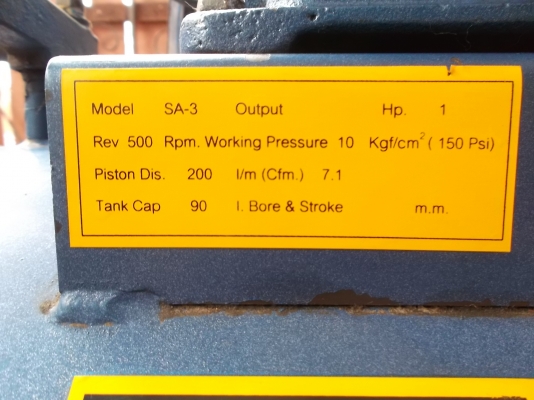 Model SA-3 Output Hp. 1
Rev 500 Rpm. Working Pressure 10 Kgf/cm² ( 150 Psi)
Piston Dis. 200 l/m (Cfm.) 7.1
Tank Cap 90 l. Bore & Stroke m.m.